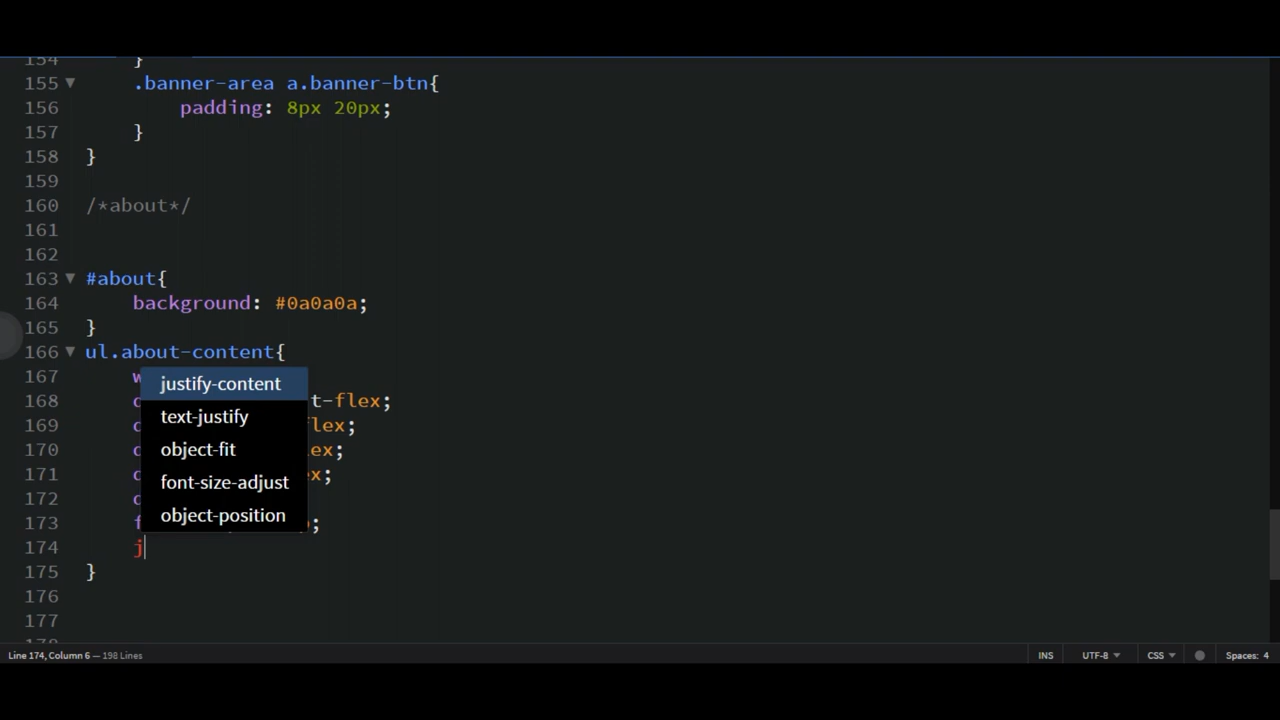 154 }
155 .banner-area a.banner-btn{
156 padding: 8px 20px;
157 }
158 }
159
160 /*about*/
161
162
163 #about{
164 background: #0a0a0a;
165 }
166 ul.about-content{
167
168 t-flex;
169 flex;
170 lex;
171 x;
172
173 ;
174 j
175 }
176
177
178
justify-content
text-justify
object-fit
font-size-adjust
object-position
Line 174, Column 6 — 198 Lines
INS UTF-8 CSS Spaces: 4